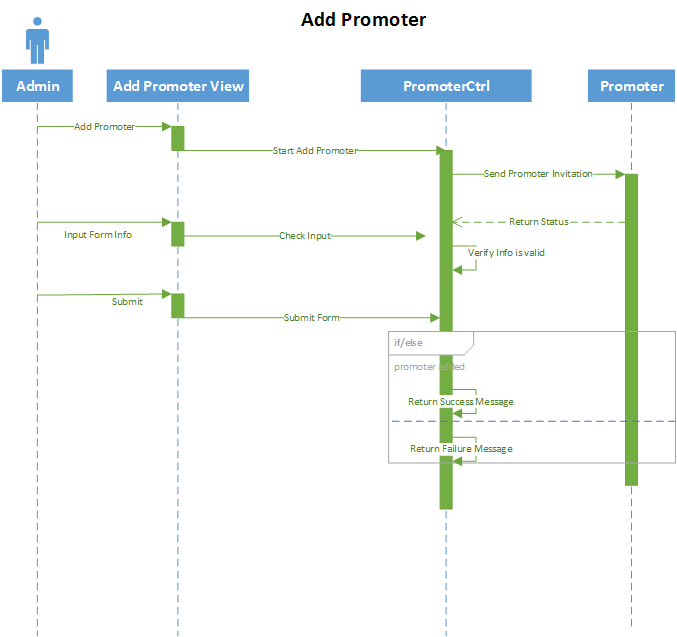 Add Promoter
Admin
Add Promoter View
PromoterCtrl
Promoter
Add Promoter
Start Add Promoter
Send Promoter Invitation
Return Status
Input Form Info
Check Input
Verify Info is valid
Submit
Submit Form
if/else
promoter added
Return Success Message
Return Failure Message